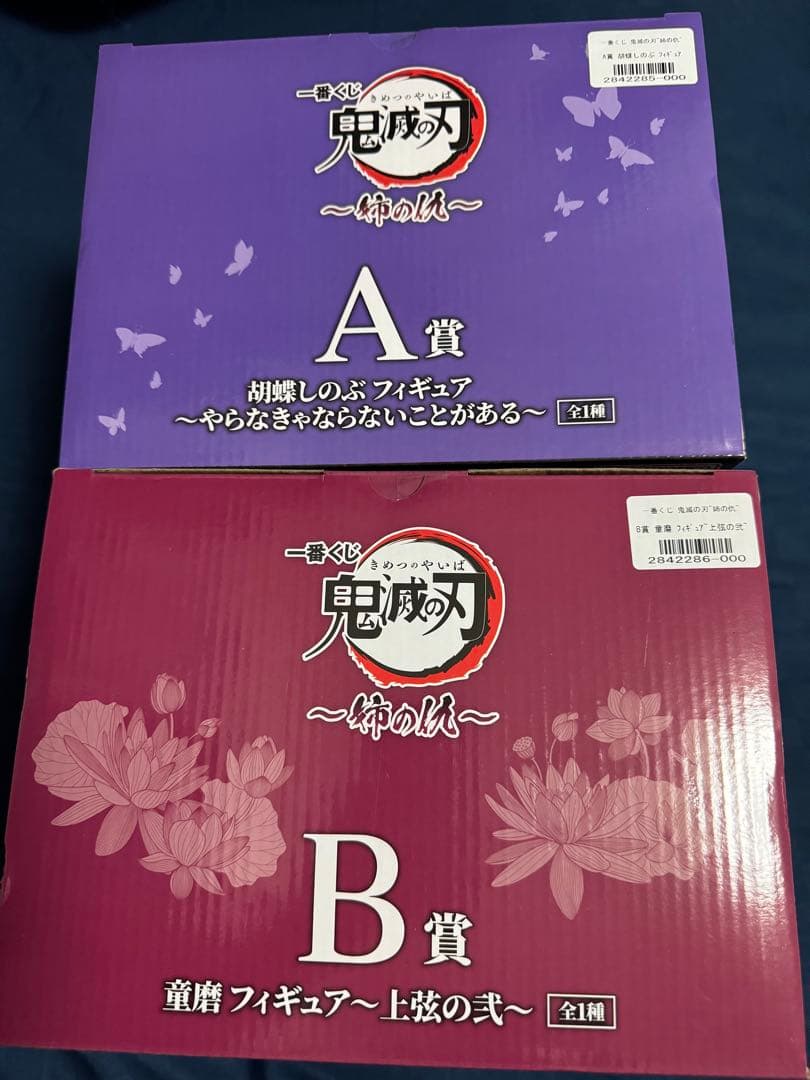 一番くじ 鬼滅の刃~姉の仇~
A賞 胡蝶しのぶ フィギュア
2842285-000
一番くじ
きめつのやいば
鬼滅の刃
～姉の仇～
A賞
胡蝶しのぶ フィギュア
～やらなきゃならないことがある～ 全1種
一番くじ 鬼滅の刃~姉の仇~
B賞 童磨 フィギュア~上弦の弐~
2842286-000
一番くじ
きめつのやいば
鬼滅の刃
～姉の仇～
B賞
童磨 フィギュア～上弦の弐～ 全1種